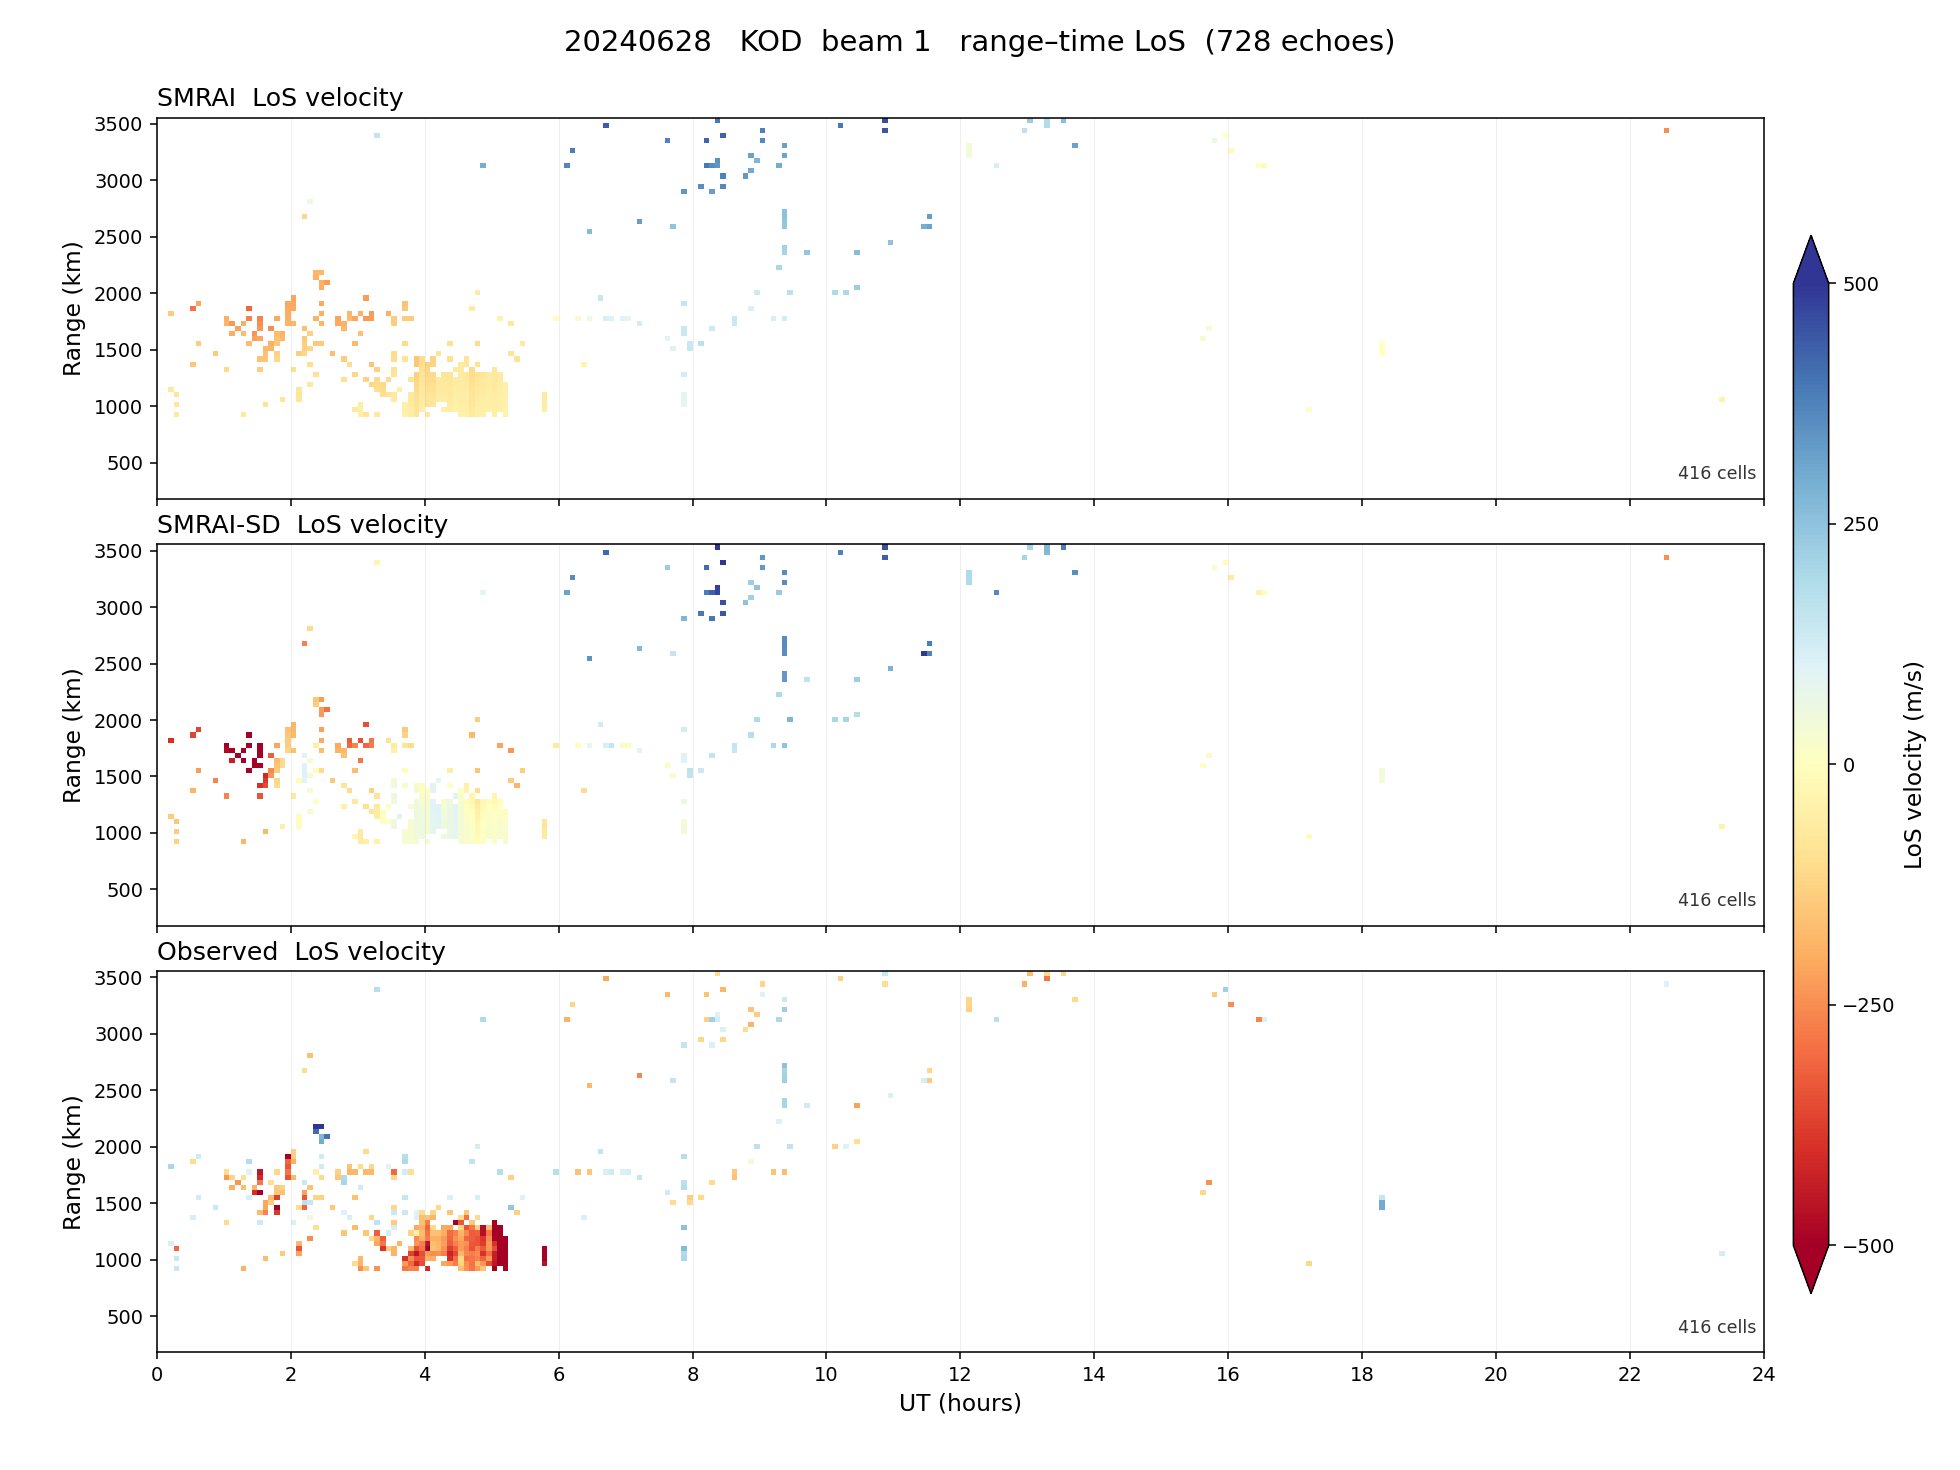 20240628 KOD beam 1 range–time LoS (728 echoes)
SMRAI LoS velocity
3500
3000
2500
2000
1500
1000
500
Range (km)
416 cells
SMRAI-SD LoS velocity
3500
3000
2500
2000
1500
1000
500
Range (km)
416 cells
Observed LoS velocity
3500
3000
2500
2000
1500
1000
500
Range (km)
416 cells
0 2 4 6 8 10 12 14 16 18 20 22 24
UT (hours)
500
250
0
−250
−500
LoS velocity (m/s)